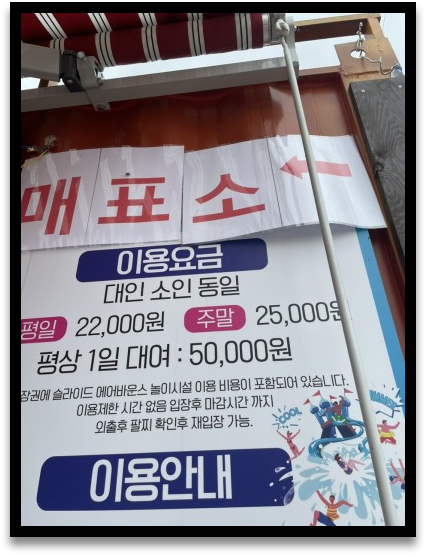 매표소
이용요금
대인 소인 동일
평일 22,000원 주말 25,000원
평상 1일 대여 : 50,000원
장권에 슬라이드 에어바운스 놀이시설 이용 비용이 포함되어 있습니다.
이용제한 시간 없음 입장후 마감시간 까지
외출후 팔찌 확인후 재입장 가능.
COOL
이용안내